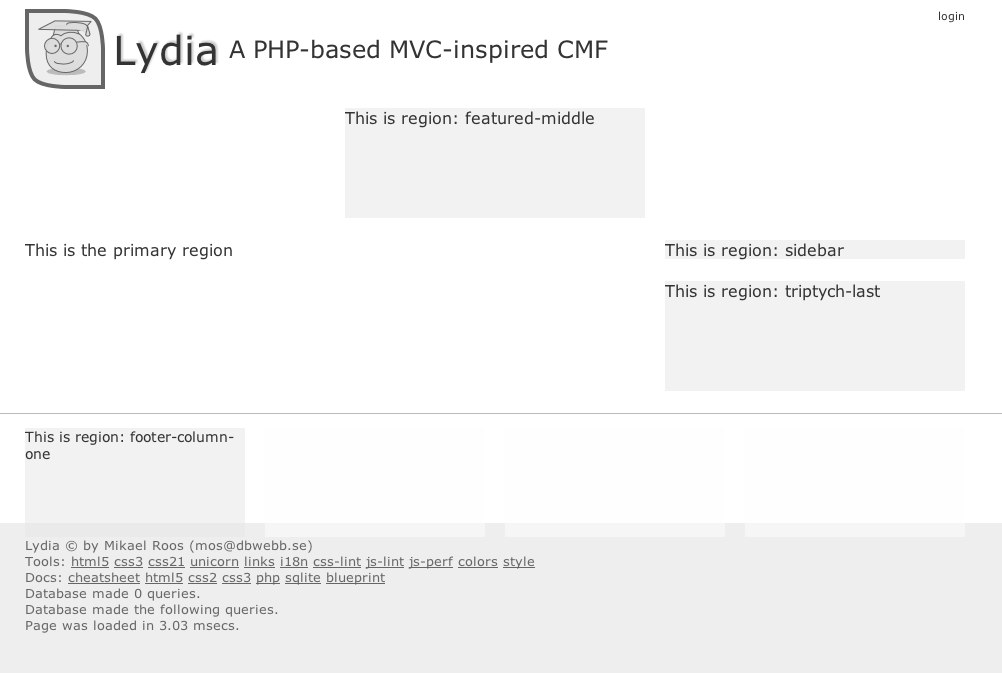 login
Lydia A PHP-based MVC-inspired CMF
This is region: featured-middle
This is the primary region
This is region: sidebar
This is region: triptych-last
This is region: footer-column-
one
Lydia © by Mikael Roos (mos@dbwebb.se)
Tools: html5 css3 css21 unicorn links i18n css-lint js-lint js-perf colors style
Docs: cheatsheet html5 css2 css3 php sqlite blueprint
Database made 0 queries.
Database made the following queries.
Page was loaded in 3.03 msecs.